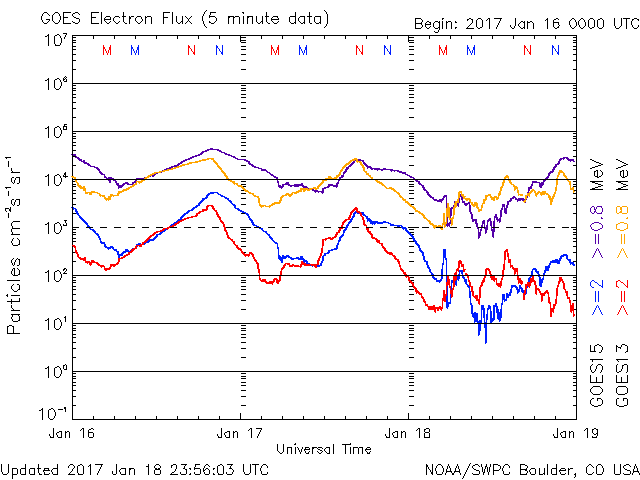 GOES Electron Flux (5 minute data)
Begin: 2017 Jan 16 0000 UTC
M M N N M M N N M M N N
10⁷
10⁶
10⁵
10⁴
10³
10²
10¹
10⁰
10⁻¹
Particles cm⁻²s⁻¹sr⁻¹
Jan 16 Jan 17 Jan 18 Jan 19
Universal Time
GOES15 >=2 >=0.8 MeV
GOES13 >=2 >=0.8 MeV
Updated 2017 Jan 18 23:56:03 UTC
NOAA/SWPC Boulder, CO USA